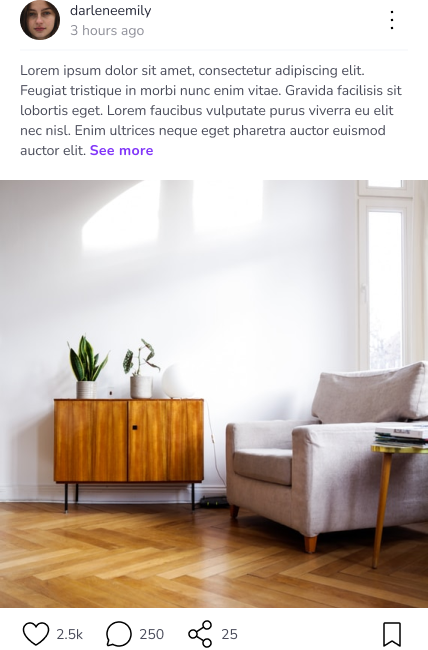 darleneemily
3 hours ago
Lorem ipsum dolor sit amet, consectetur adipiscing elit.
Feugiat tristique in morbi nunc enim vitae. Gravida facilisis sit
lobortis eget. Lorem faucibus vulputate purus viverra eu elit
nec nisl. Enim ultrices neque eget pharetra auctor euismod
auctor elit. See more
2.5k 250 25